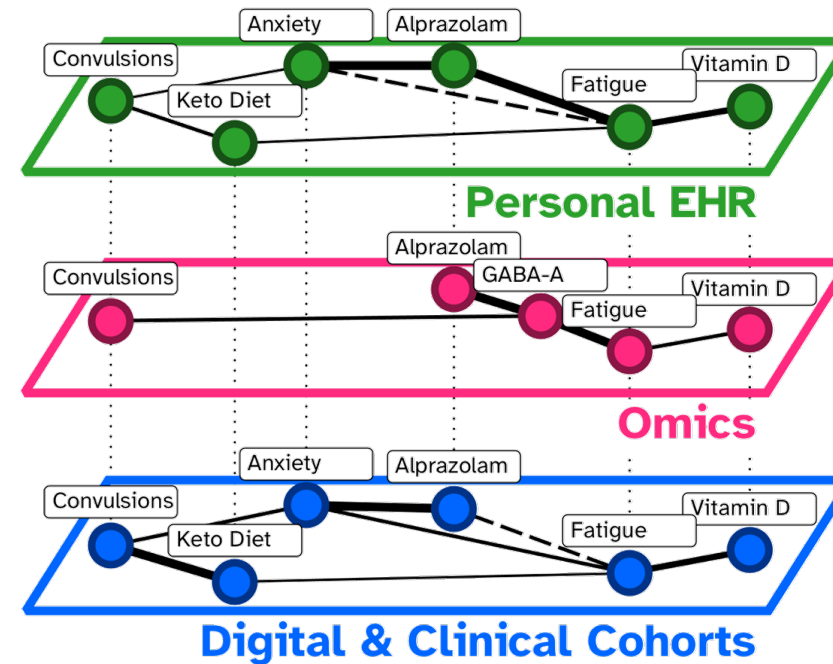 Anxiety
Alprazolam
Convulsions
Vitamin D
Fatigue
Keto Diet
Personal EHR
Alprazolam
Convulsions
GABA-A
Vitamin D
Fatigue
Omics
Anxiety
Alprazolam
Convulsions
Vitamin D
Fatigue
Keto Diet
Digital & Clinical Cohorts